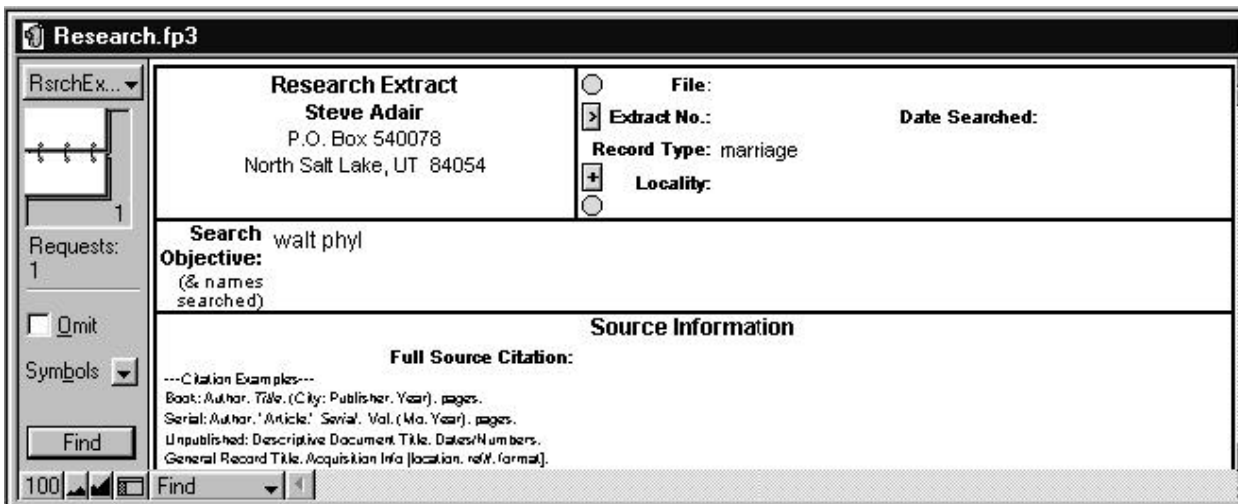 Research.fp3
RsrchEx...
1
Requests:
1
Omit
Symbols
Find
100 Find
Research Extract
Steve Adair
P.O. Box 540078
North Salt Lake, UT 84054
File:
> Extract No.: Date Searched:
Record Type: marriage
+ Locality:
Search Objective: walt phyl
(& names
searched)
Source Information
Full Source Citation:
---Citation Examples---
Book: Author. Title. (City: Publisher. Year). pages.
Serial: Author. "Article." Serial. Vol. (Mo. Year). pages.
Unpublished: Descriptive Document Title. Dates/Numbers.
General Record Title. Acquisition Info [location. ref#. format].